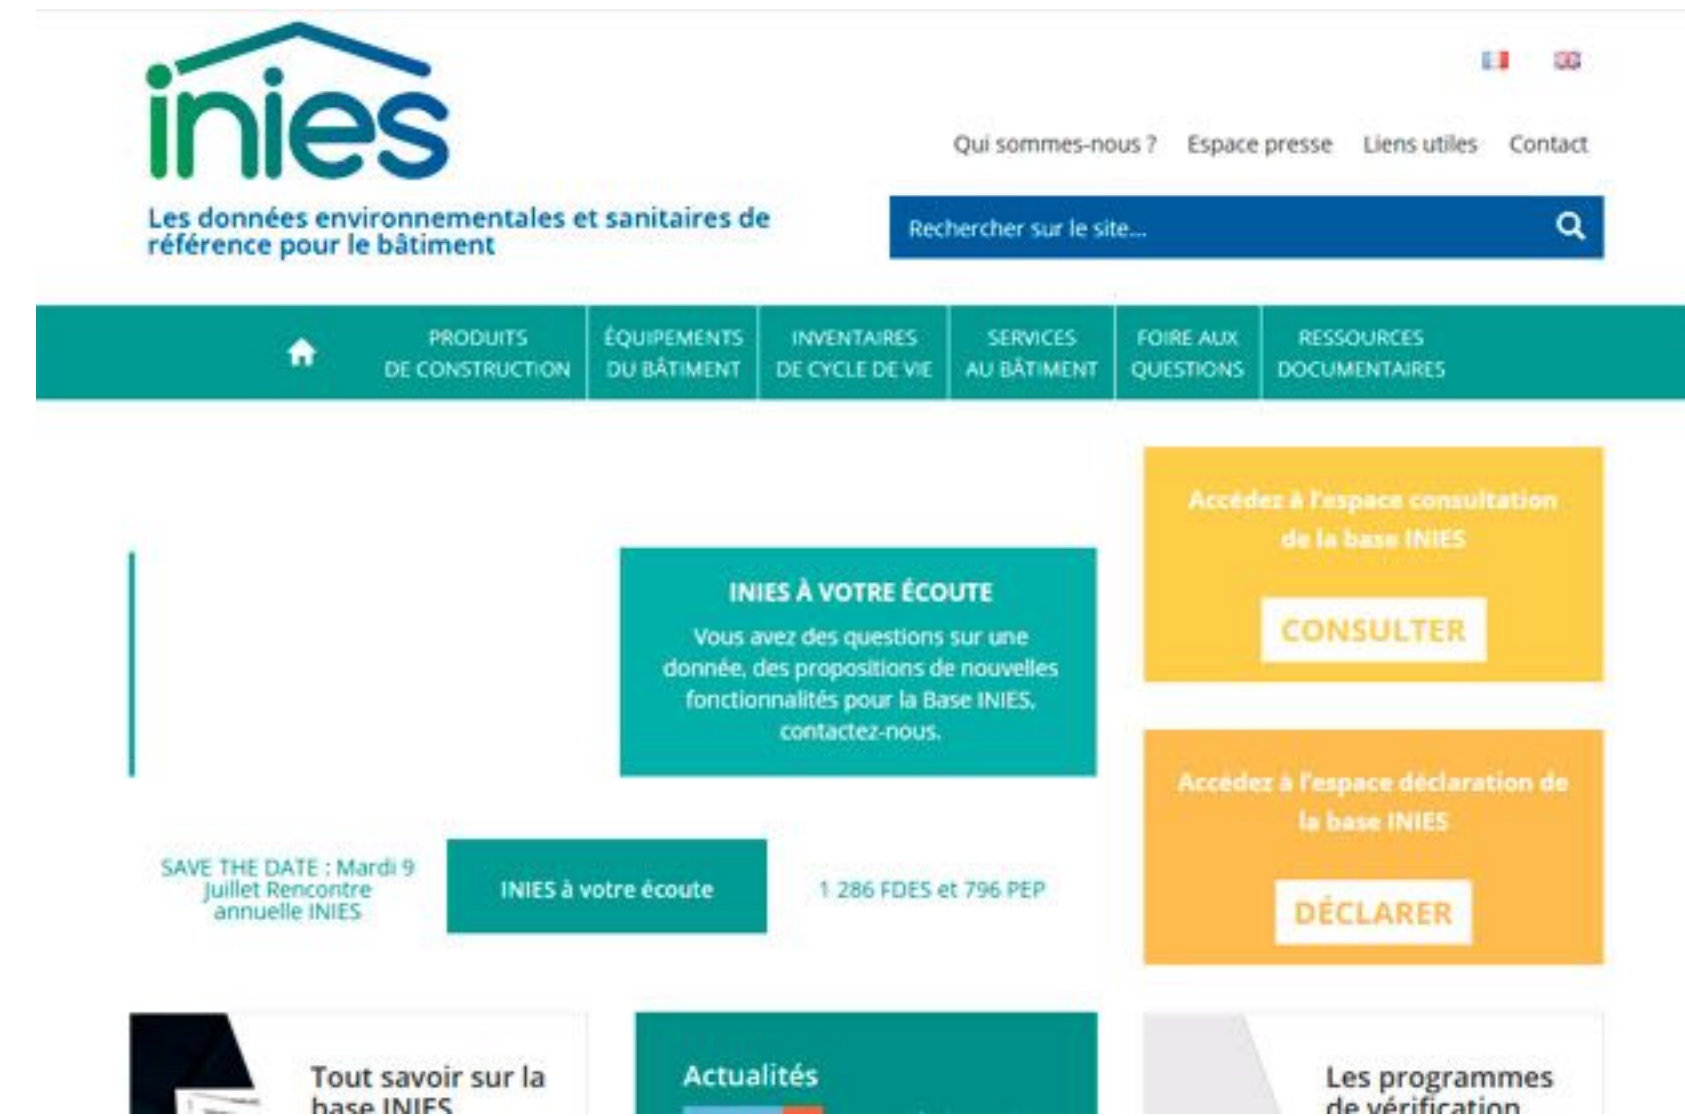 inies
Les données environnementales et sanitaires de
référence pour le bâtiment
Qui sommes-nous ? Espace presse Liens utiles Contact
Rechercher sur le site...
PRODUITS
DE CONSTRUCTION
ÉQUIPEMENTS
DU BÂTIMENT
INVENTAIRES
DE CYCLE DE VIE
SERVICES
AU BÂTIMENT
FOIRE AUX
QUESTIONS
RESSOURCES
DOCUMENTAIRES
Accédez à l'espace consultation
de la base INIES
CONSULTER
INIES À VOTRE ÉCOUTE
Vous avez des questions sur une
donnée, des propositions de nouvelles
fonctionnalités pour la Base INIES,
contactez-nous.
Accédez à l'espace déclaration de
la base INIES
DÉCLARER
SAVE THE DATE : Mardi 9
Juillet Rencontre
annuelle INIES
INIES à votre écoute
1 286 FDES et 796 PEP
Tout savoir sur la
base INIES
Actualités
Les programmes
de vérification